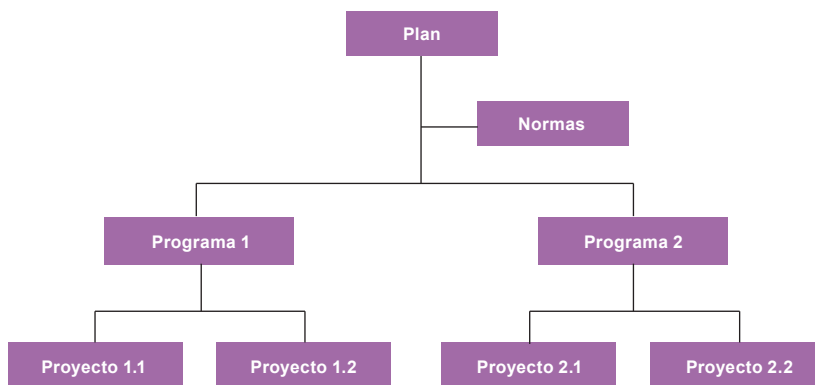 Plan
Normas
Programa 1
Programa 2
Proyecto 1.1
Proyecto 1.2
Proyecto 2.1
Proyecto 2.2